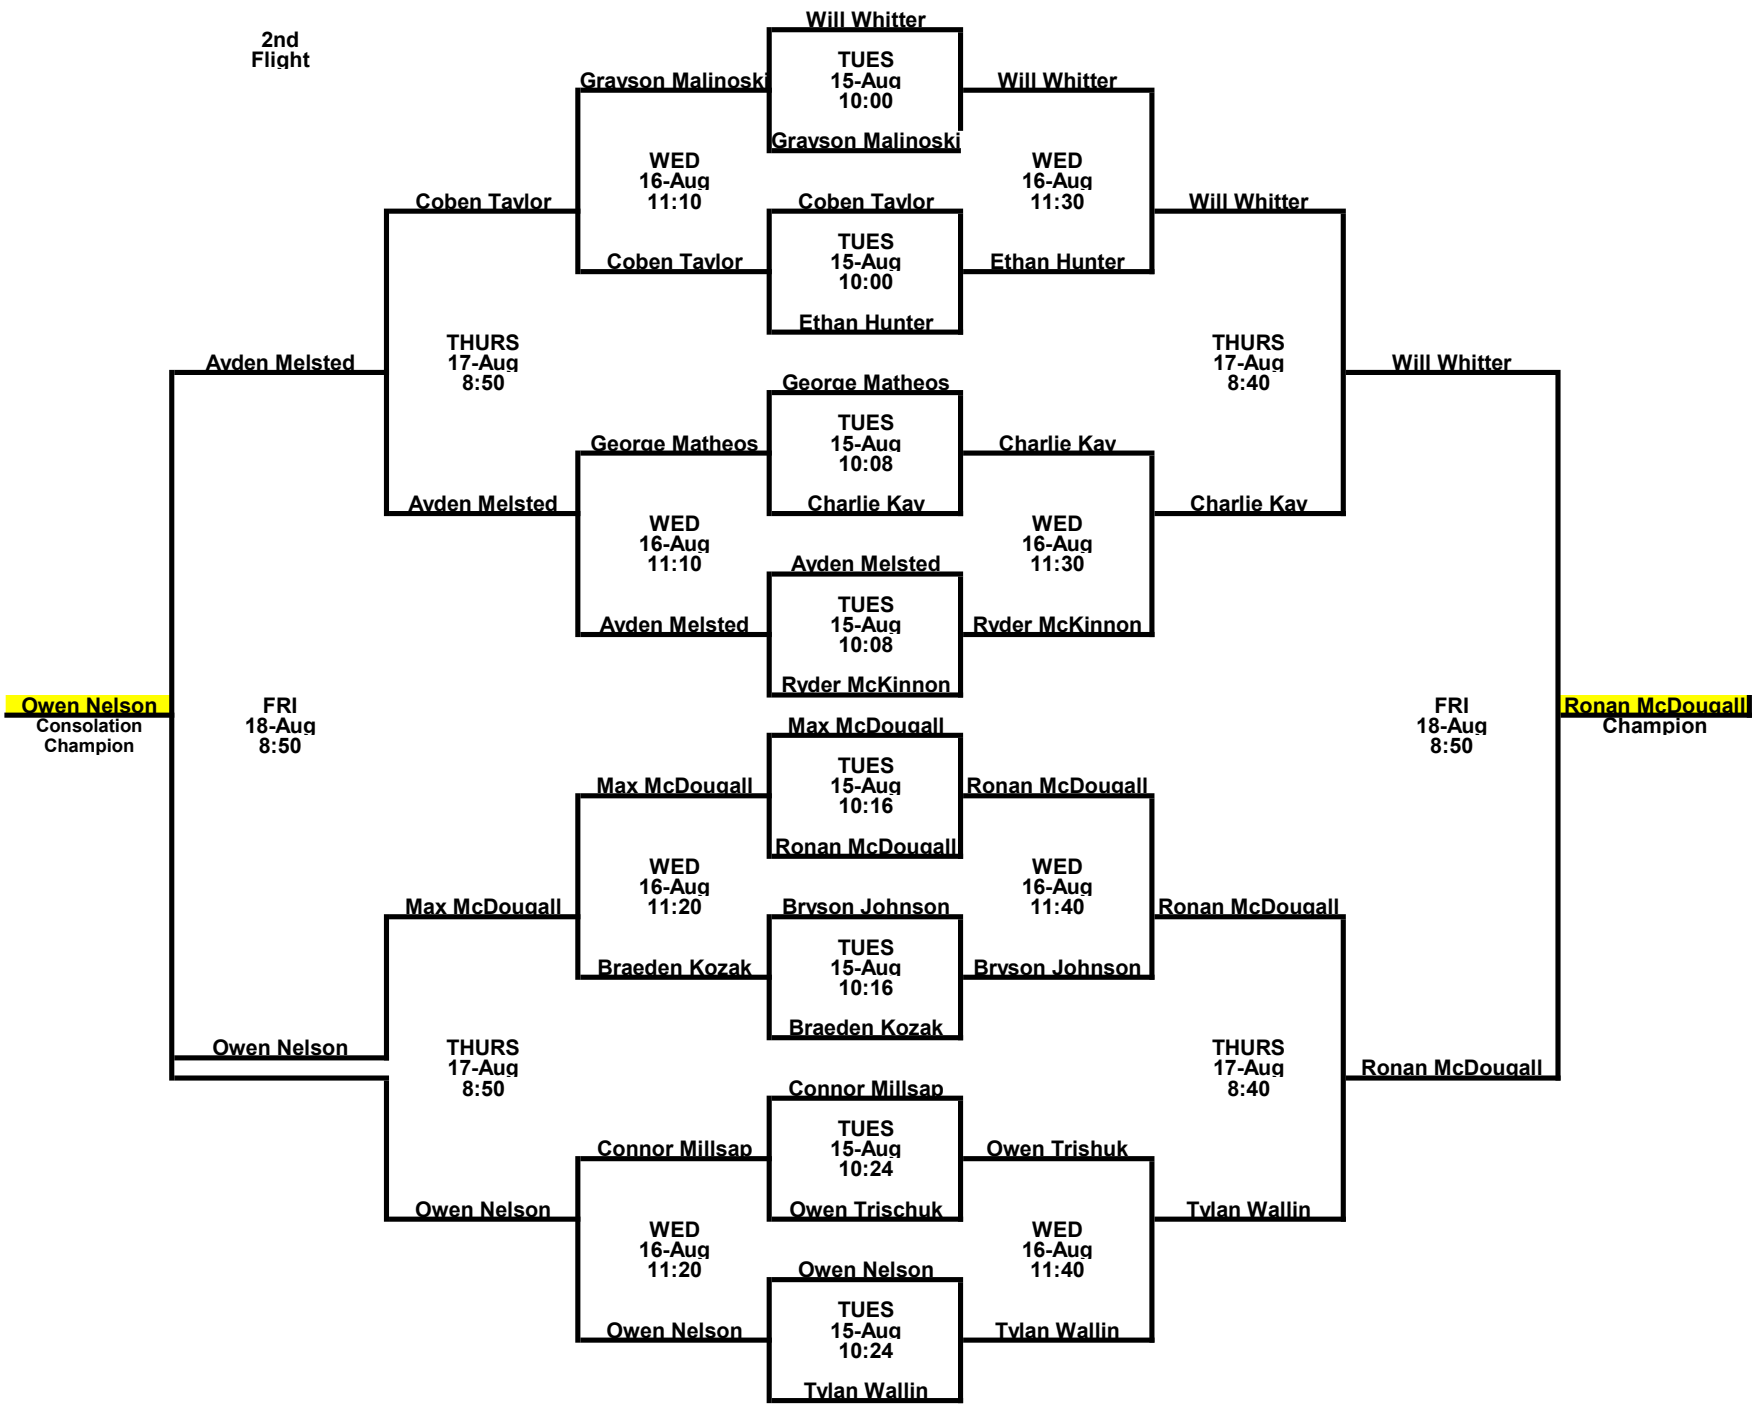 Will Whitter
2nd
Flight
TUES
15-Aug
10:00
Grayson Malinoski
Will Whitter
Grayson Malinoski
WED
16-Aug
11:10
WED
16-Aug
11:30
Coben Taylor
Coben Taylor
Will Whitter
TUES
15-Aug
10:00
Coben Taylor
Ethan Hunter
Ethan Hunter
THURS
17-Aug
8:50
THURS
17-Aug
8:40
Ayden Melsted
Will Whitter
George Matheos
TUES
15-Aug
10:08
George Matheos
Charlie Kay
Ayden Melsted
Charlie Kay
Charlie Kay
WED
16-Aug
11:10
WED
16-Aug
11:30
Ayden Melsted
TUES
15-Aug
10:08
Ayden Melsted
Ryder McKinnon
Ryder McKinnon
Owen Nelson
Consolation
Champion
FRI
18-Aug
8:50
FRI
18-Aug
8:50
Ronan McDougall
Champion
Max McDougall
TUES
15-Aug
10:16
Max McDougall
Ronan McDougall
Ronan McDougall
WED
16-Aug
11:20
WED
16-Aug
11:40
Max McDougall
Bryson Johnson
Ronan McDougall
TUES
15-Aug
10:16
Braeden Kozak
Bryson Johnson
Braeden Kozak
Owen Nelson
THURS
17-Aug
8:50
THURS
17-Aug
8:40
Ronan McDougall
Connor Millsap
TUES
15-Aug
10:24
Connor Millsap
Owen Trishuk
Owen Nelson
Owen Trischuk
Tylan Wallin
WED
16-Aug
11:20
WED
16-Aug
11:40
Owen Nelson
TUES
15-Aug
10:24
Owen Nelson
Tylan Wallin
Tylan Wallin